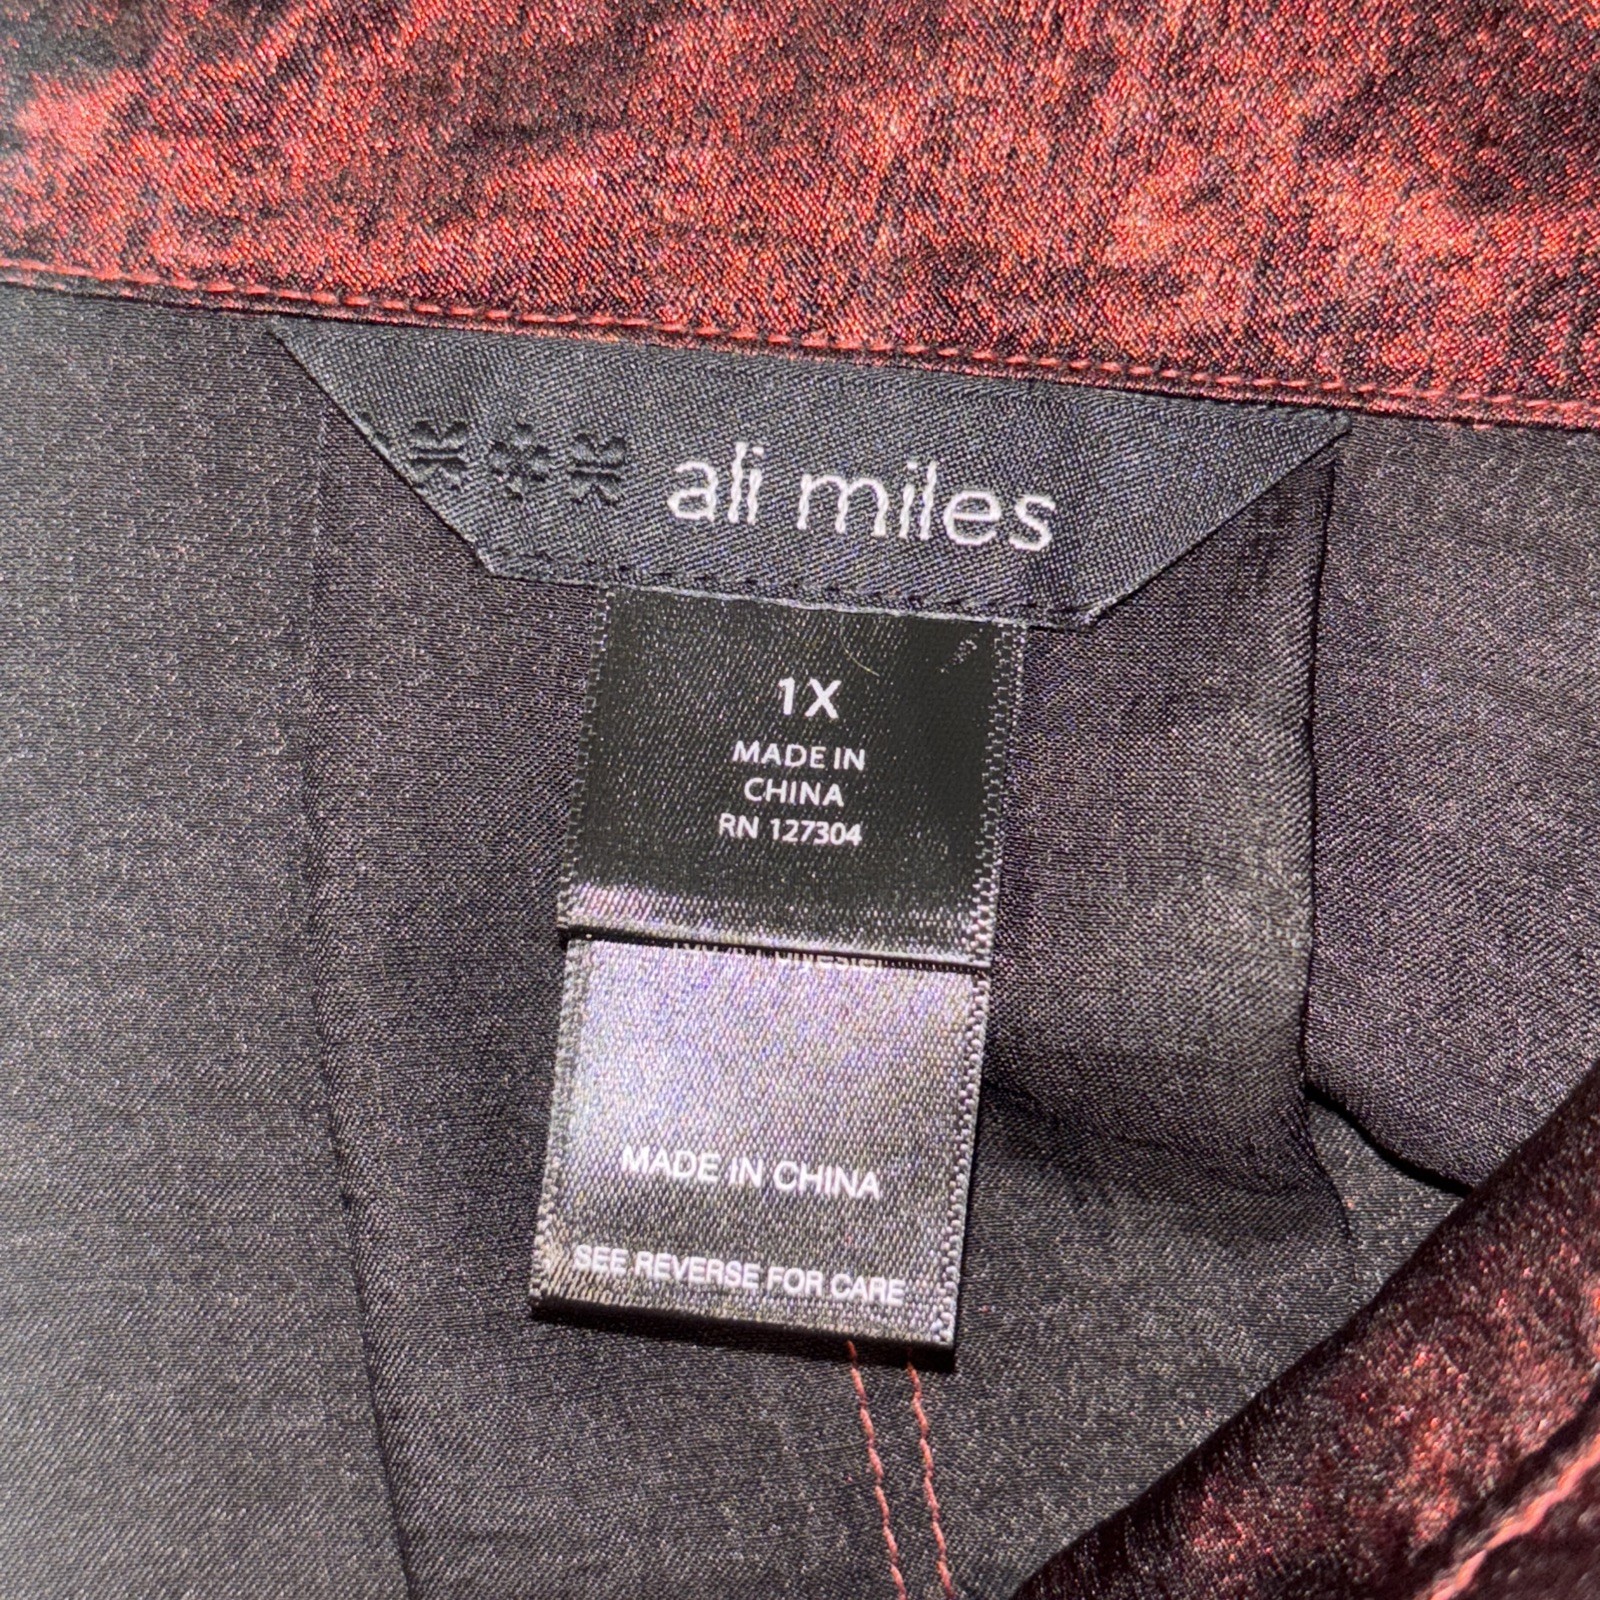 ali miles
1X
MADE IN
CHINA
RN 127304
MADE IN CHINA
SEE REVERSE FOR CARE